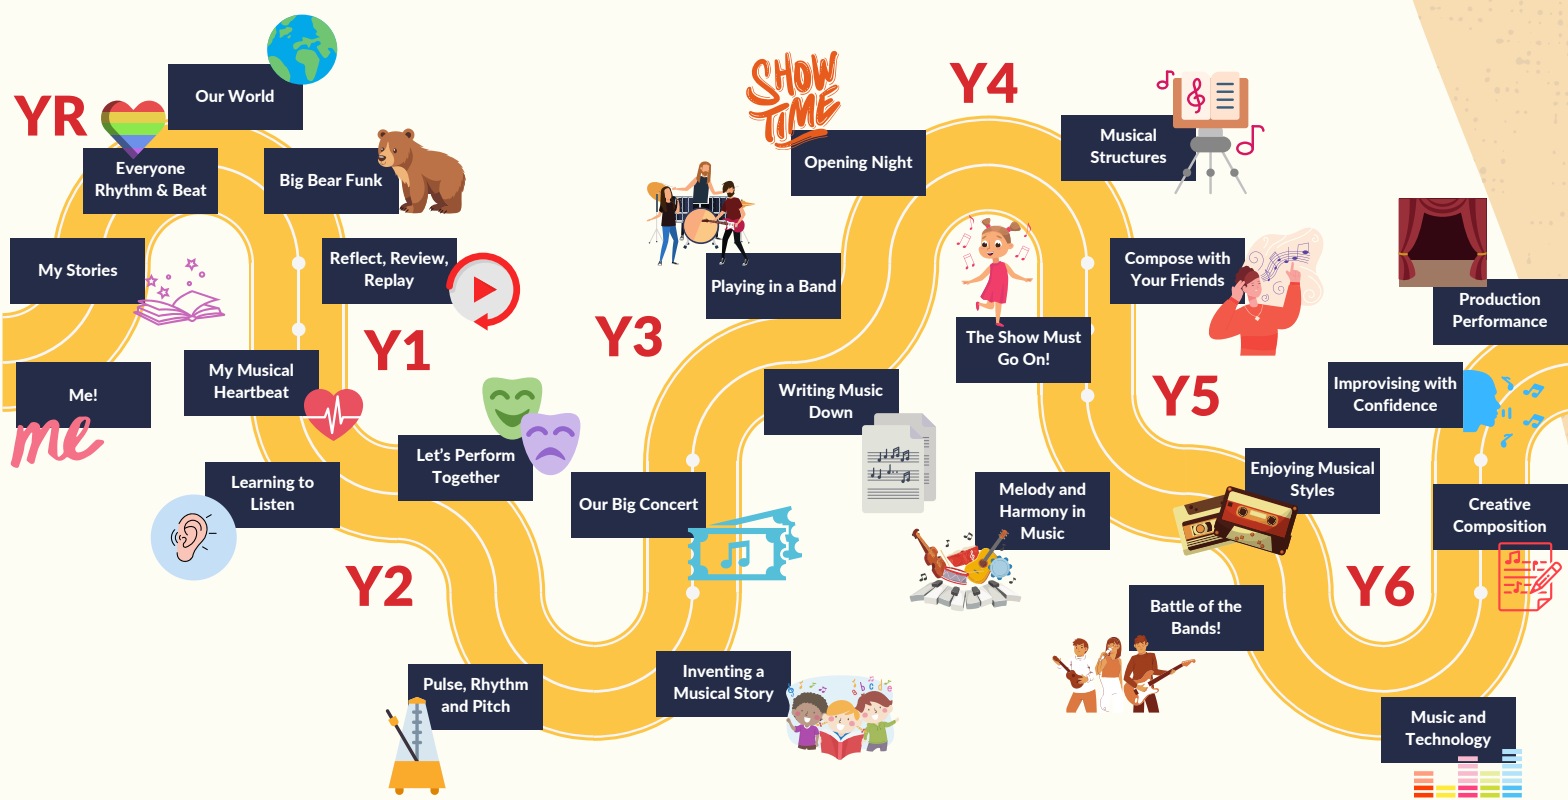 YR
Me!
me
My Stories
Everyone
Rhythm & Beat
Our World
Big Bear Funk
Reflect, Review,
Replay
Y1
My Musical
Heartbeat
Learning to
Listen
Let's Perform
Together
Y2
Pulse, Rhythm
and Pitch
Inventing a
Musical Story
a b c d e
Our Big Concert
Y3
Writing Music
Down
Playing in a Band
SHOW
TIME
Opening Night
Y4
The Show Must
Go On!
Musical
Structures
Compose with
Your Friends
Y5
Melody and
Harmony in
Music
Enjoying Musical
Styles
Battle of the
Bands!
Y6
Music and
Technology
Creative
Composition
Improvising with
Confidence
Production
Performance